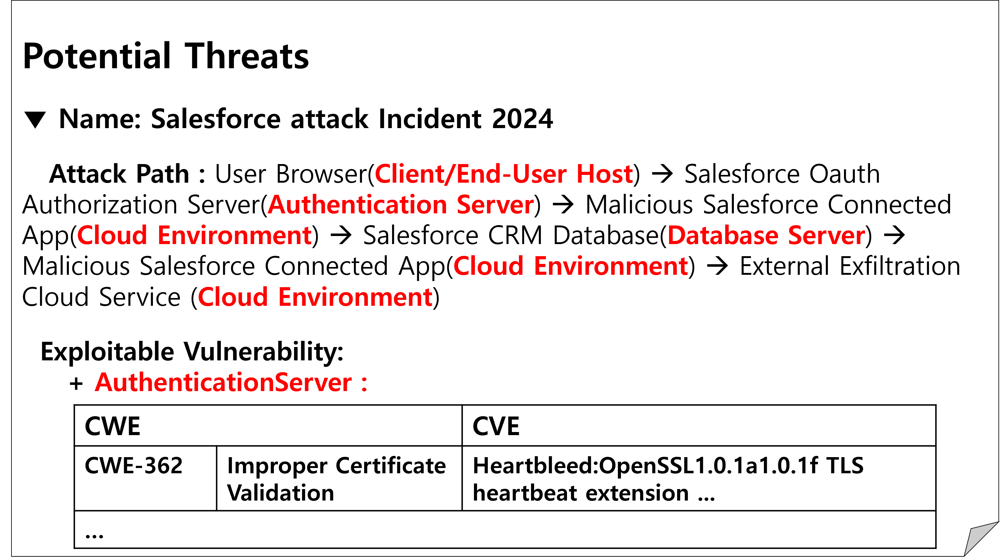 Potential Threats
▼ Name: Salesforce attack Incident 2024
Attack Path : User Browser(Client/End-User Host) → Salesforce Oauth
Authorization Server(Authentication Server) → Malicious Salesforce Connected
App(Cloud Environment) → Salesforce CRM Database(Database Server) →
Malicious Salesforce Connected App(Cloud Environment) → External Exfiltration
Cloud Service (Cloud Environment)
Exploitable Vulnerability:
+ AuthenticationServer :
CWE CVE
CWE-362 Improper Certificate Validation Heartbleed:OpenSSL1.0.1a1.0.1f TLS heartbeat extension ...
...